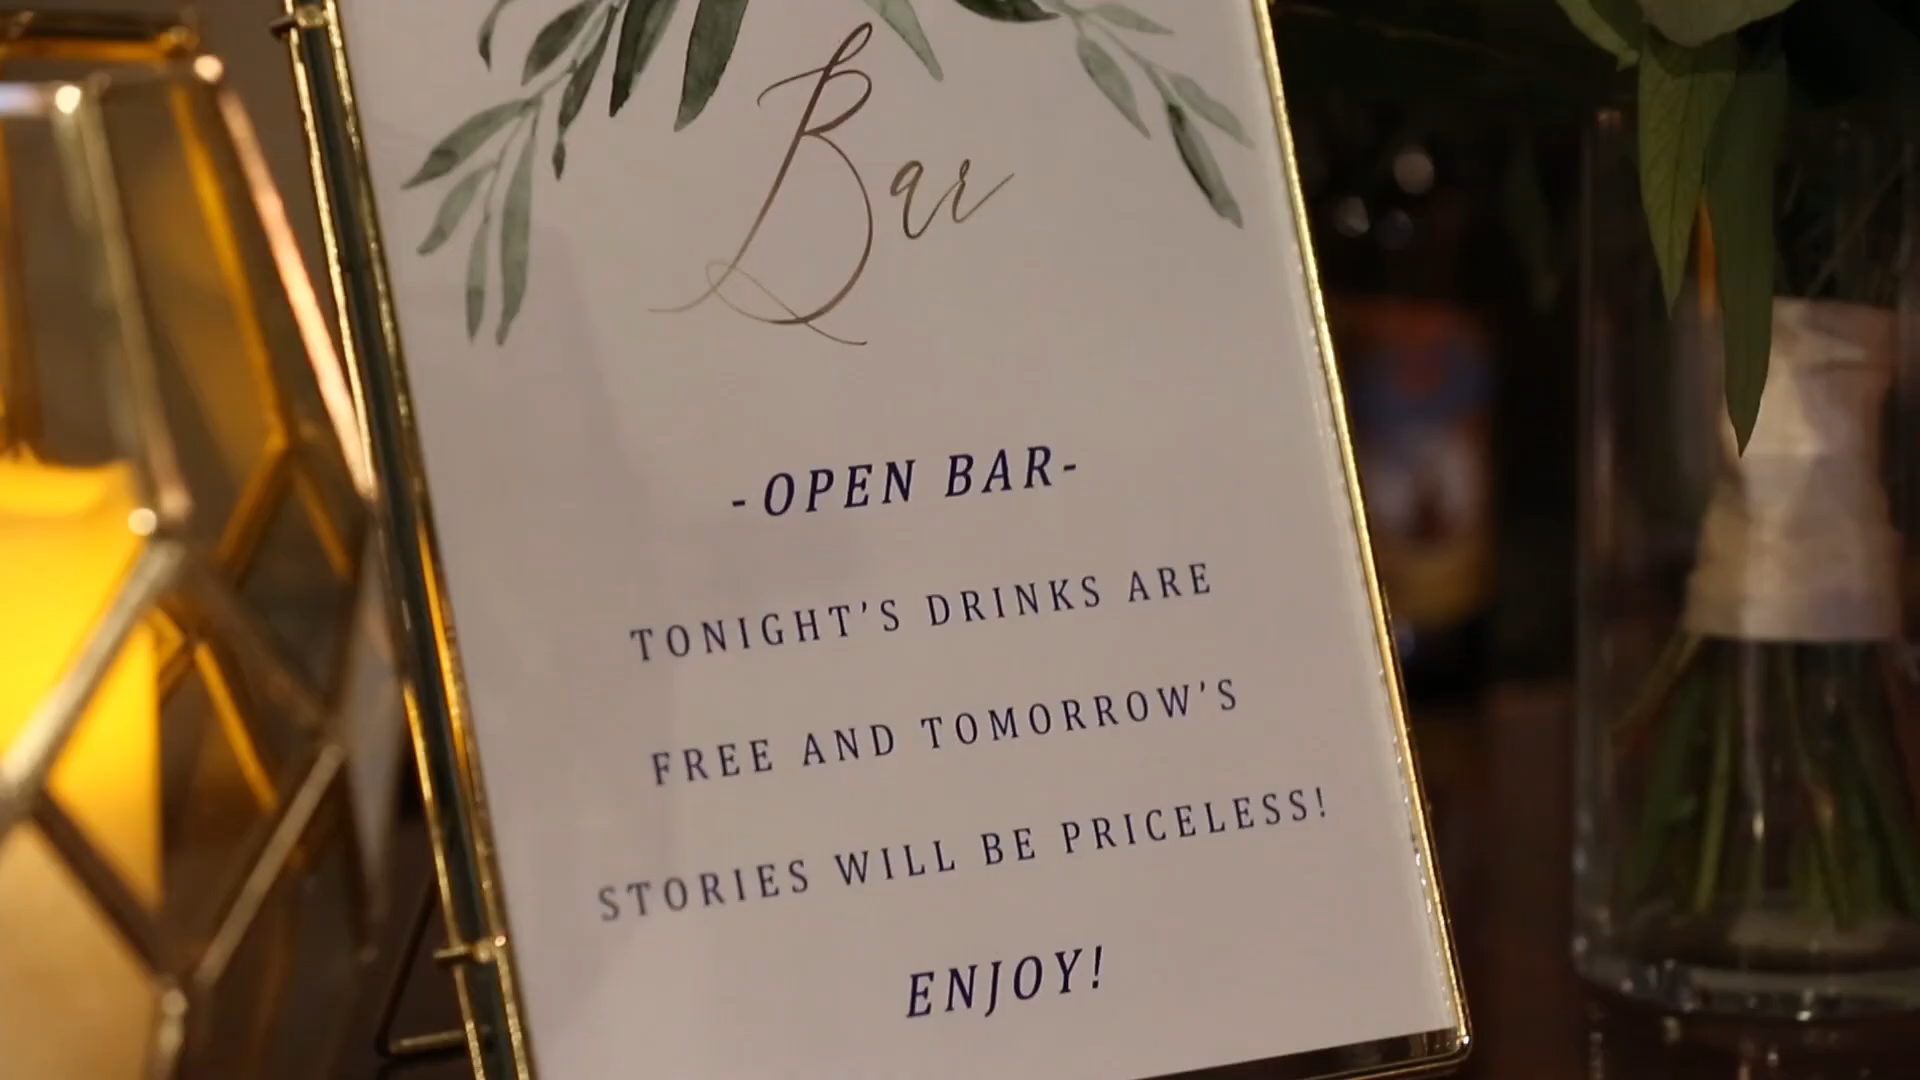 Bar
-OPEN BAR-
TONIGHT'S DRINKS ARE
FREE AND TOMORROW'S
STORIES WILL BE PRICELESS!
ENJOY!